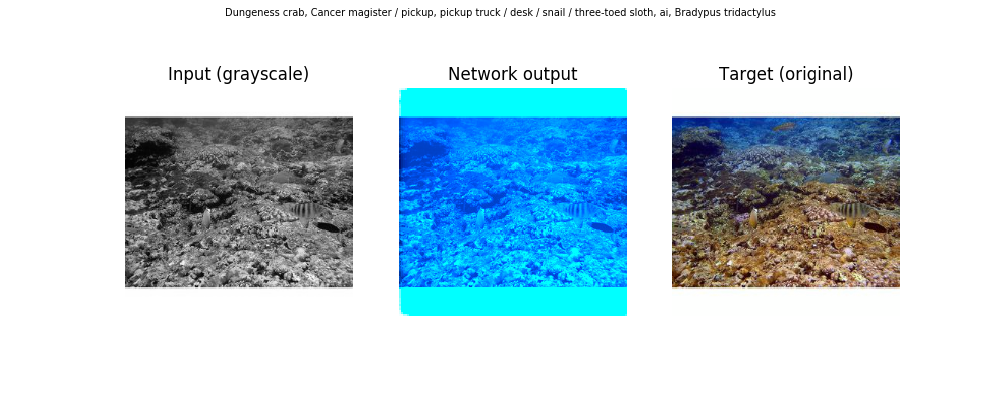 Dungeness crab, Cancer magister / pickup, pickup truck / desk / snail / three-toed sloth, ai, Bradypus tridactylus
Input (grayscale)
Network output
Target (original)